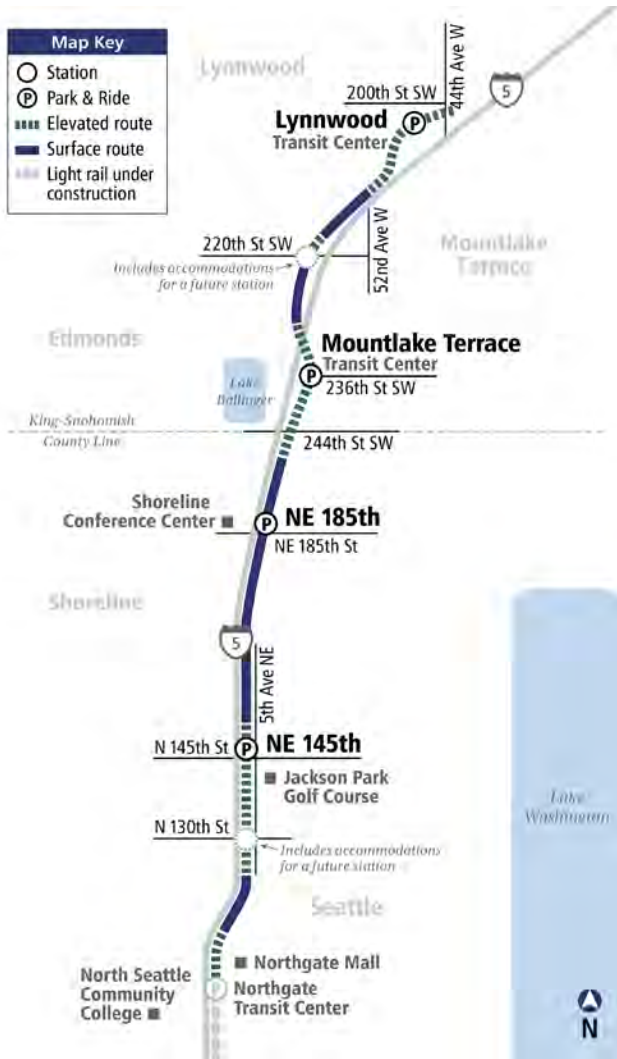 Map Key
Station
P Park & Ride
Elevated route
Surface route
Light rail under
construction
Lynnwood
200th St SW
44th Ave W
5
P
Lynnwood
Transit Center
220th St SW
52nd Ave W
Includes accommodations
for a future station
Mountlake
Terrace
Edmonds
Mountlake Terrace
Transit Center
P
236th St SW
Lake
Ballinger
King-Snohomish
County Line
244th St SW
Shoreline
Conference Center
P
NE 185th
NE 185th St
Shoreline
5
5th Ave NE
N 145th St
P
NE 145th
Jackson Park
Golf Course
N 130th St
Includes accommodations
for a future station
Lake
Washington
Seattle
Northgate Mall
North Seattle
Community
College
P
Northgate
Transit Center
N